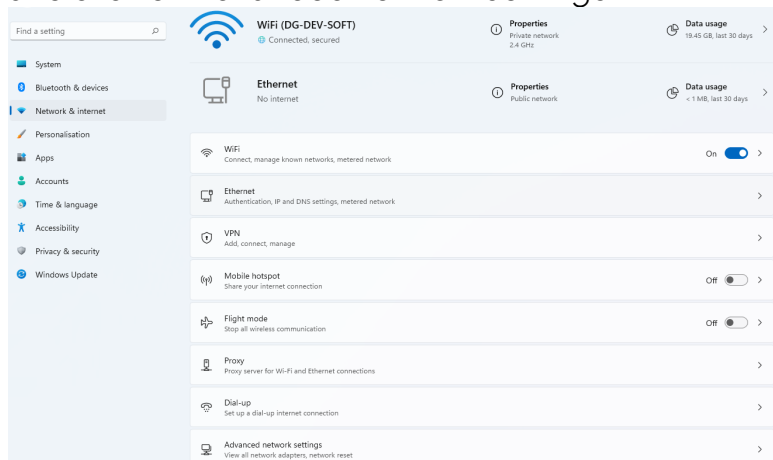 Find a setting
System
Bluetooth & devices
Network & internet
Personalisation
Apps
Accounts
Time & language
Accessibility
Privacy & security
Windows Update
WiFi (DG-DEV-SOFT)
Connected, secured
Properties
Private network
2.4 GHz
Data usage
19.45 GB, last 30 days
Ethernet
No internet
Properties
Public network
Data usage
< 1 MB, last 30 days
WiFi
Connect, manage known networks, metered network
On
Ethernet
Authentication, IP and DNS settings, metered network
VPN
Add, connect, manage
Mobile hotspot
Share your internet connection
Off
Flight mode
Stop all wireless communication
Off
Proxy
Proxy server for Wi-Fi and Ethernet connections
Dial-up
Set up a dial-up internet connection
Advanced network settings
View all network adapters, network reset